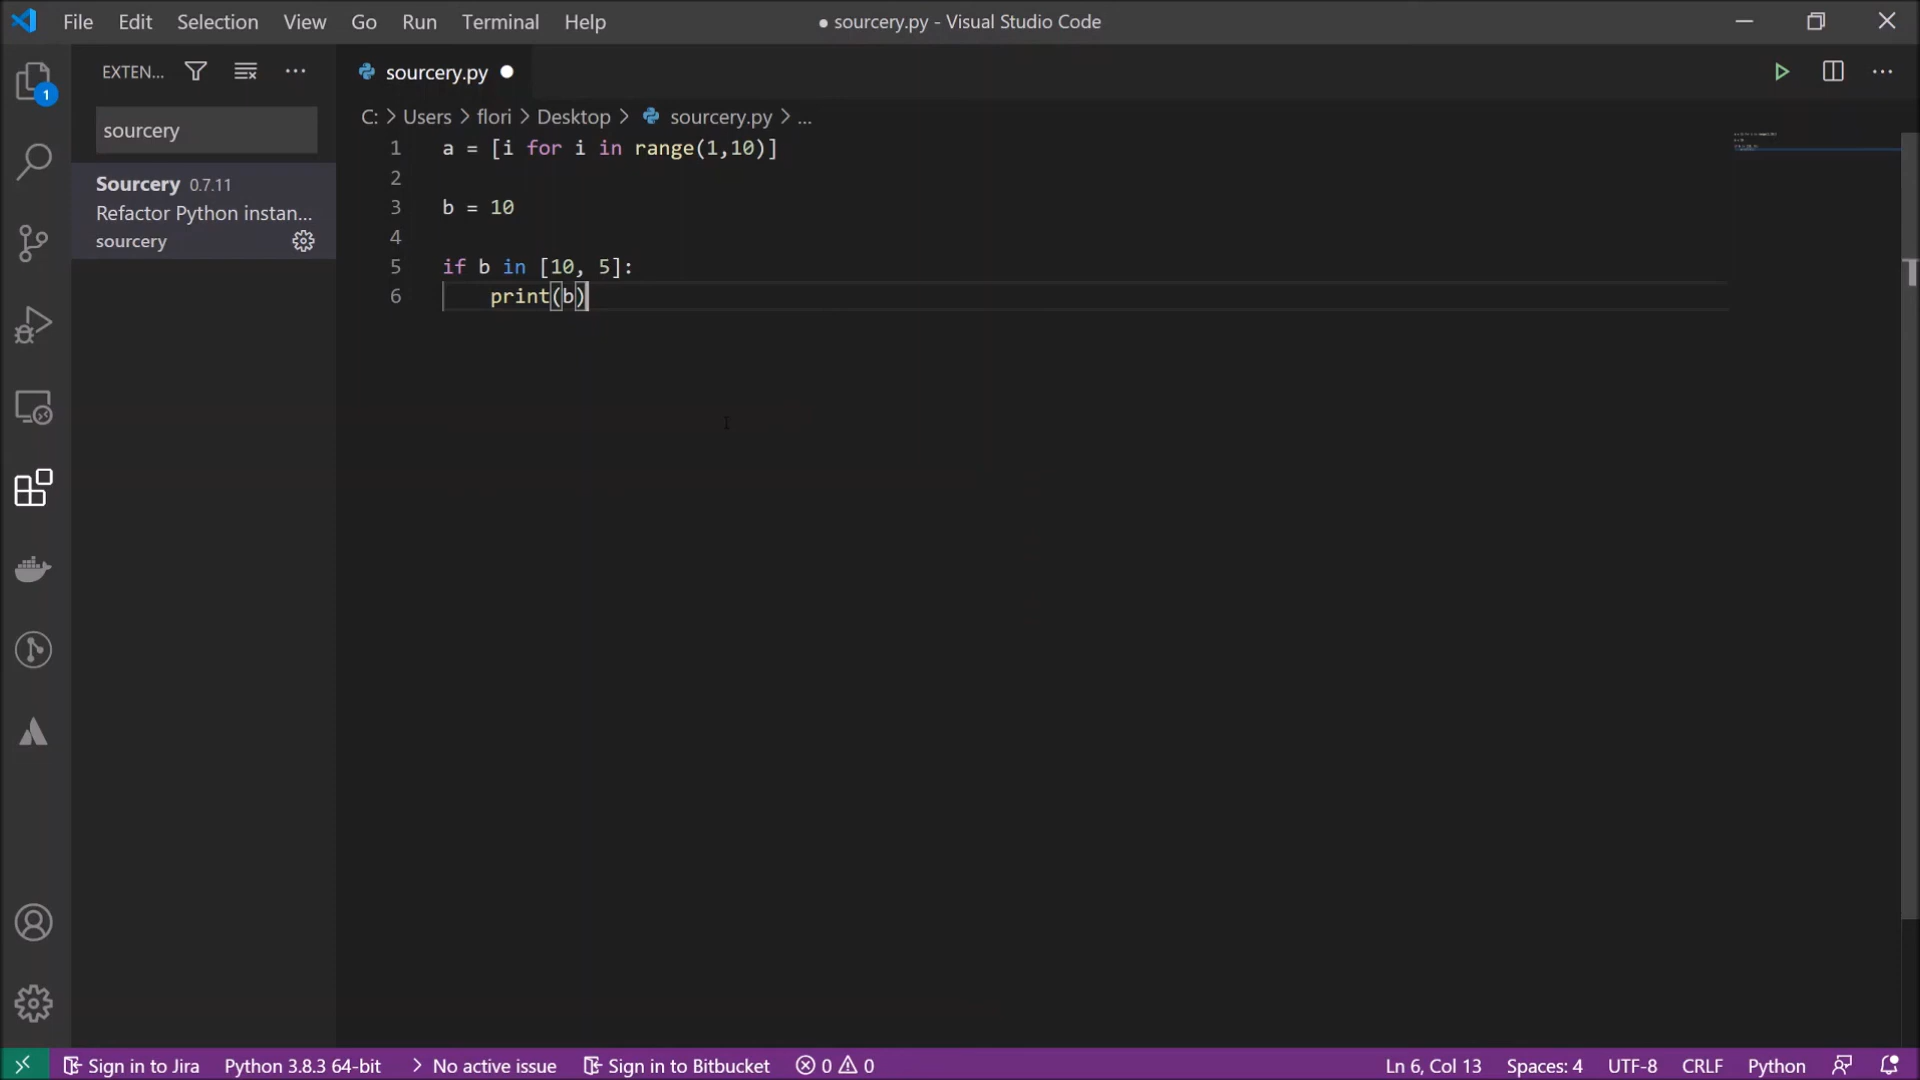 File Edit Selection View Go Run Terminal Help
● sourcery.py - Visual Studio Code
1
EXTEN...
sourcery
Sourcery 0.7.11
Refactor Python instan...
sourcery
sourcery.py
C: > Users > flori > Desktop > sourcery.py > ...
1 a = [i for i in range(1,10)]
2
3 b = 10
4
5 if b in [10, 5]:
6     print(b)
Sign in to Jira Python 3.8.3 64-bit > No active issue Sign in to Bitbucket 0 0 Ln 6, Col 13 Spaces: 4 UTF-8 CRLF Python